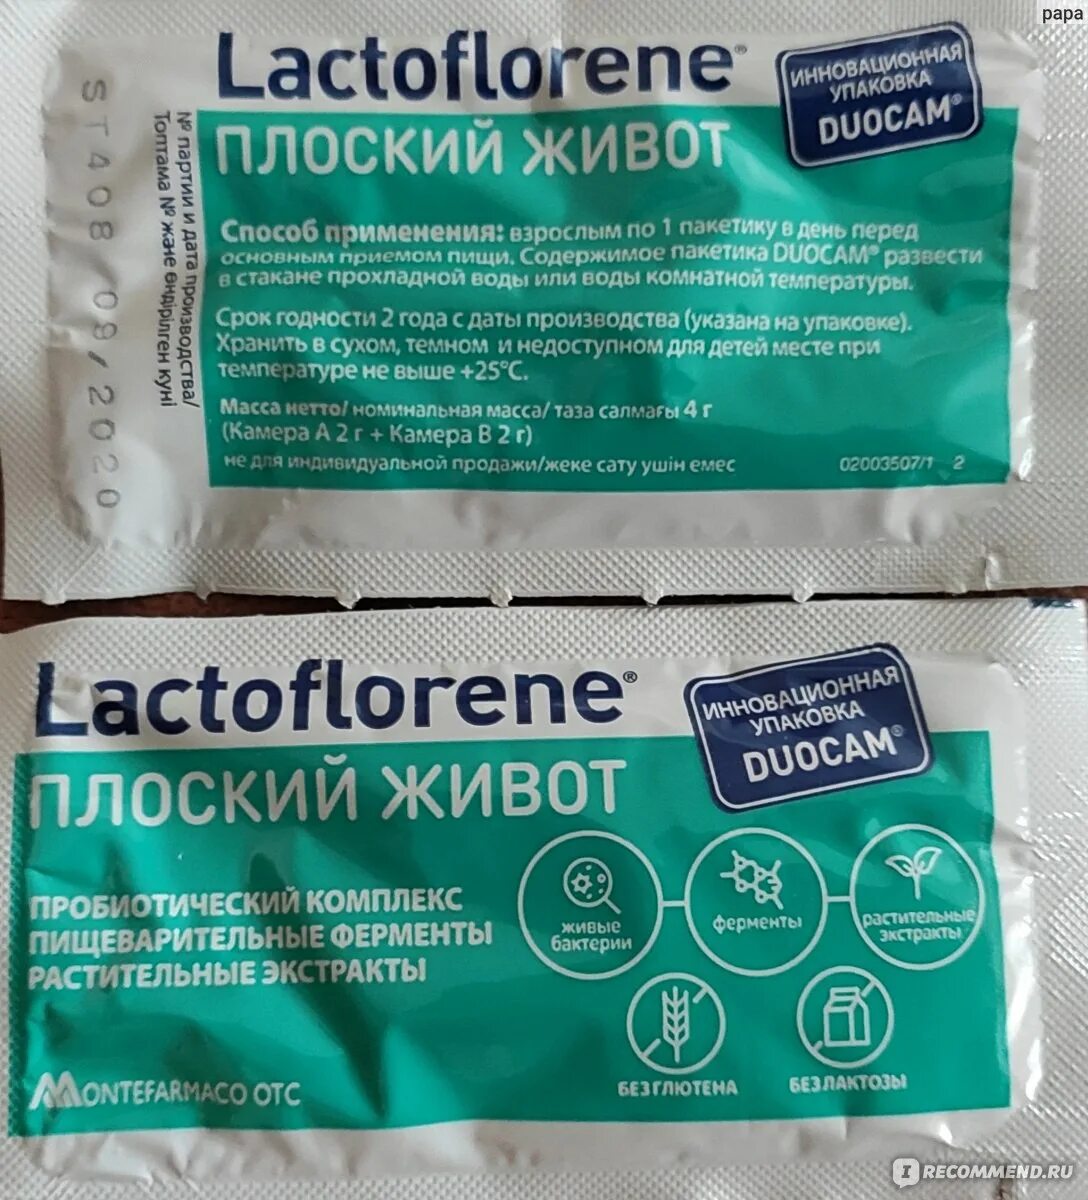 papa
Lactoflorene®
ИННОВАЦИОННАЯ
УПАКОВКА
DUOCAM®
ПЛОСКИЙ ЖИВОТ
Способ применения: взрослым по 1 пакетику в день перед
основным приемом пищи. Содержимое пакетика DUOCAM® развести
в стакане прохладной воды или воды комнатной температуры.
Срок годности 2 года с даты производства (указана на упаковке).
Хранить в сухом, темном и недоступном для детей месте при
температуре не выше +25°С.
Масса нетто/ номинальная масса/ таза салмағы 4 г
(Камера А 2 г + Камера В 2 г)
не для индивидуальной продажи/жеке сату үшін емес
02003507/1 2
№ партии и дата производства/
Топтама № және өндірілген күні
ST408 09/2020
Lactoflorene®
ИННОВАЦИОННАЯ
УПАКОВКА
DUOCAM®
ПЛОСКИЙ ЖИВОТ
ПРОБИОТИЧЕСКИЙ КОМПЛЕКС
ПИЩЕВАРИТЕЛЬНЫЕ ФЕРМЕНТЫ
РАСТИТЕЛЬНЫЕ ЭКСТРАКТЫ
живые
бактерии
ферменты
растительные
экстракты
БЕЗ ГЛЮТЕНА
БЕЗ ЛАКТОЗЫ
MONTEFARMACO OTC
IRECOMMEND.RU